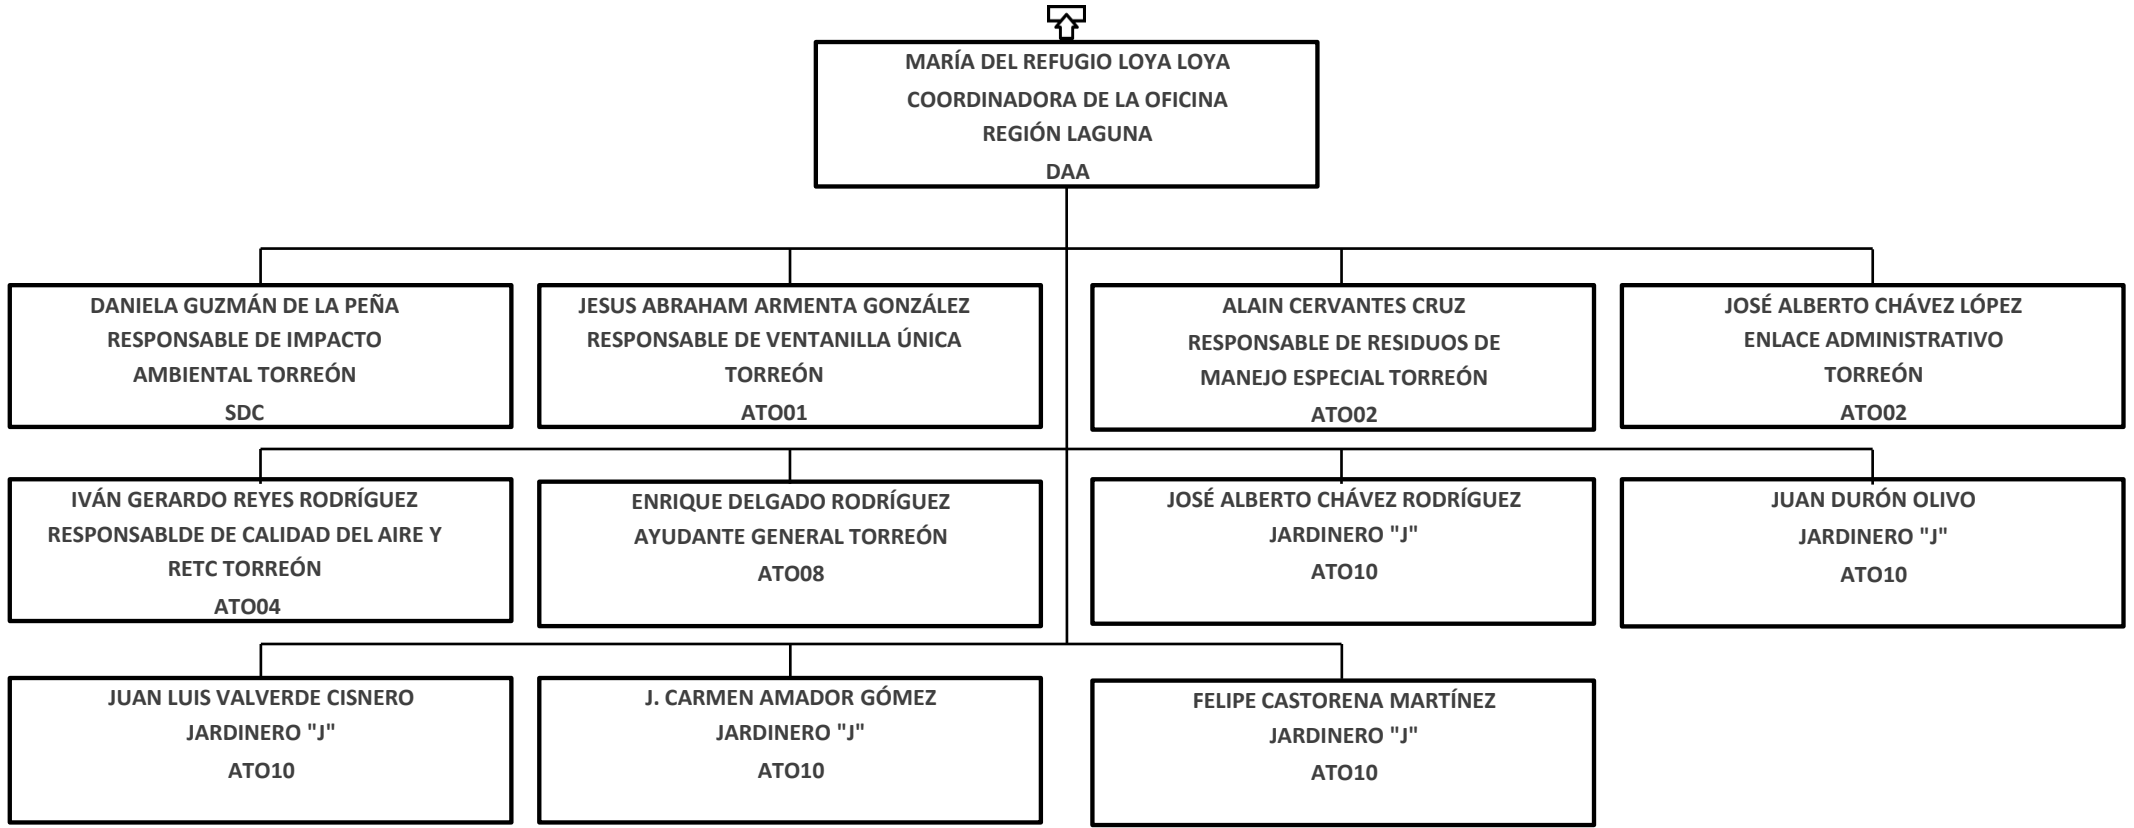 MARÍA DEL REFUGIO LOYA LOYA
COORDINADORA DE LA OFICINA
REGIÓN LAGUNA
DAA
DANIELA GUZMÁN DE LA PEÑA
RESPONSABLE DE IMPACTO
AMBIENTAL TORREÓN
SDC
JESUS ABRAHAM ARMENTA GONZÁLEZ
RESPONSABLE DE VENTANILLA ÚNICA
TORREÓN
ATO01
ALAIN CERVANTES CRUZ
RESPONSABLE DE RESIDUOS DE
MANEJO ESPECIAL TORREÓN
ATO02
JOSÉ ALBERTO CHÁVEZ LÓPEZ
ENLACE ADMINISTRATIVO
TORREÓN
ATO02
IVÁN GERARDO REYES RODRÍGUEZ
RESPONSABLDE DE CALIDAD DEL AIRE Y
RETC TORREÓN
ATO04
ENRIQUE DELGADO RODRÍGUEZ
AYUDANTE GENERAL TORREÓN
ATO08
JOSÉ ALBERTO CHÁVEZ RODRÍGUEZ
JARDINERO "J"
ATO10
JUAN DURÓN OLIVO
JARDINERO "J"
ATO10
JUAN LUIS VALVERDE CISNERO
JARDINERO "J"
ATO10
J. CARMEN AMADOR GÓMEZ
JARDINERO "J"
ATO10
FELIPE CASTORENA MARTÍNEZ
JARDINERO "J"
ATO10